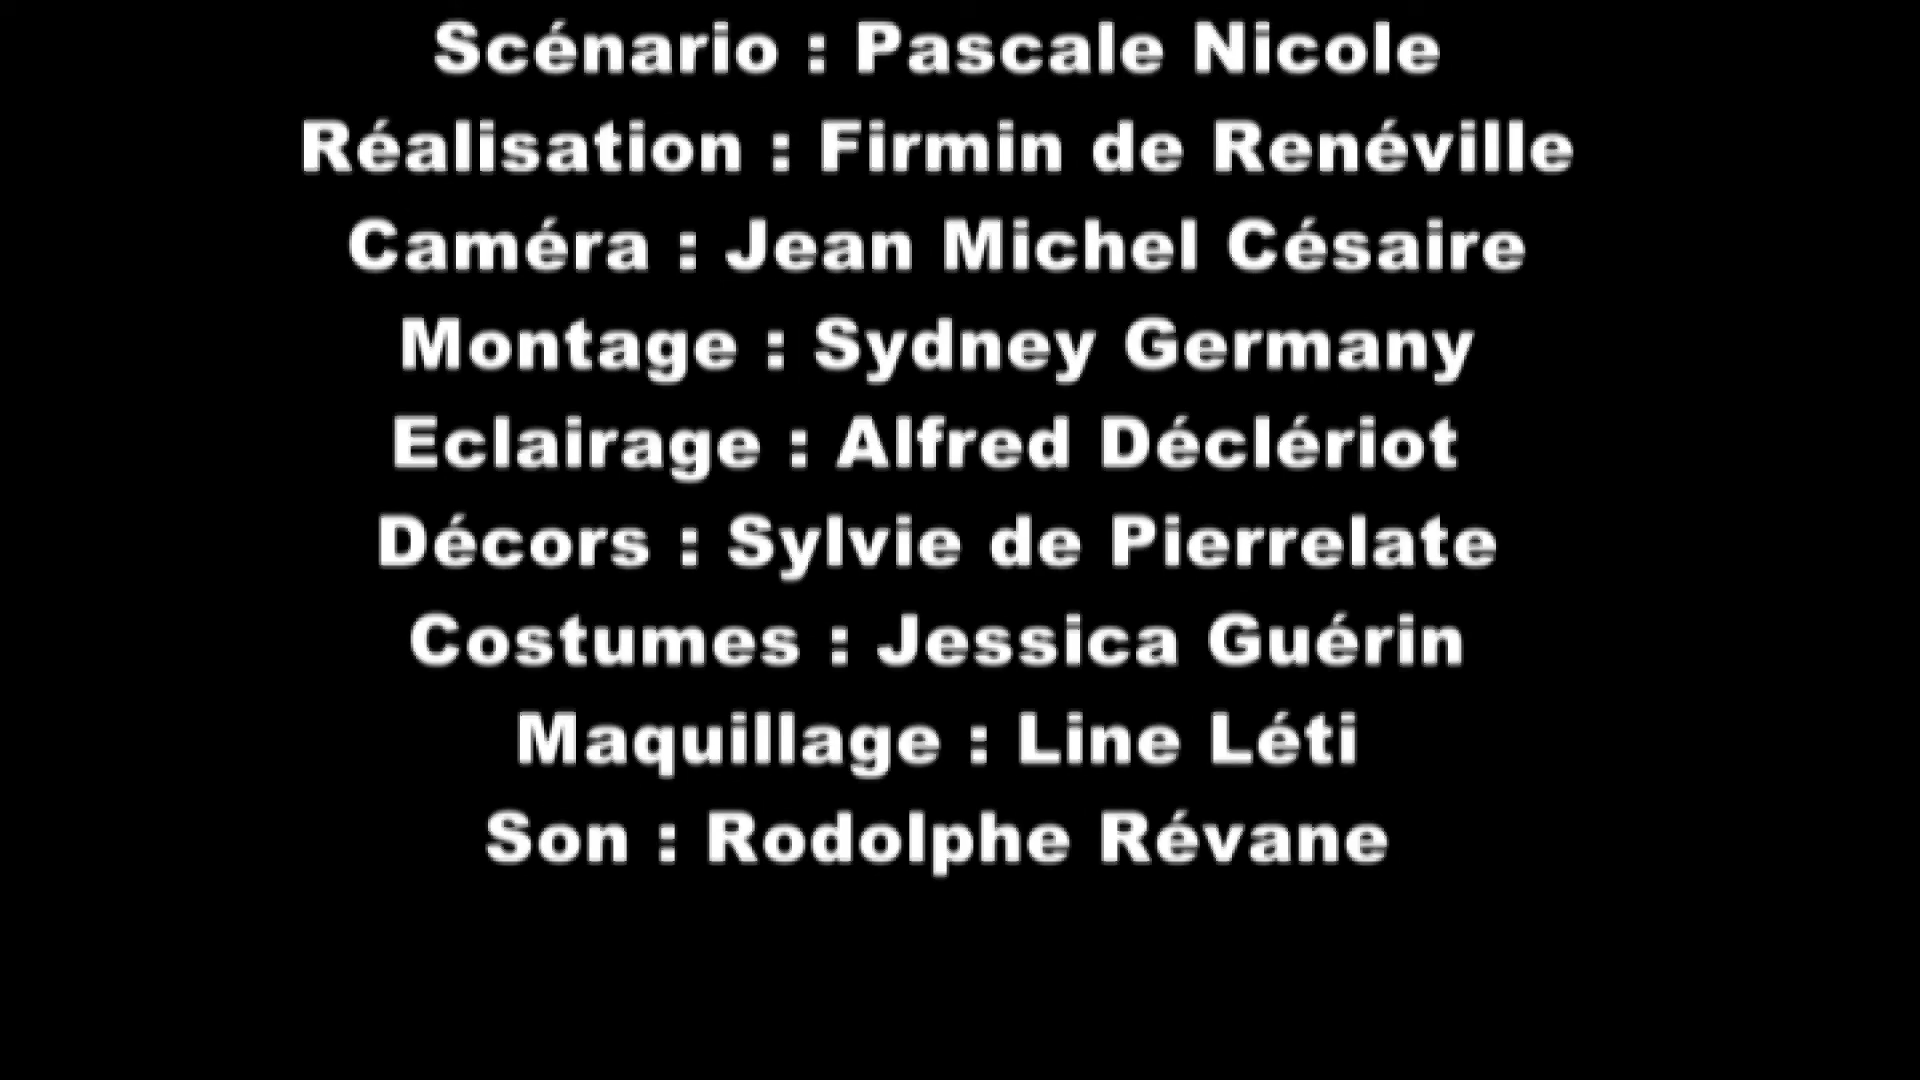 Scénario : Pascale Nicole
Réalisation : Firmin de Renéville
Caméra : Jean Michel Césaire
Montage : Sydney Germany
Eclairage : Alfred Déclériot
Décors : Sylvie de Pierrelate
Costumes : Jessica Guérin
Maquillage : Line Léti
Son : Rodolphe Révane